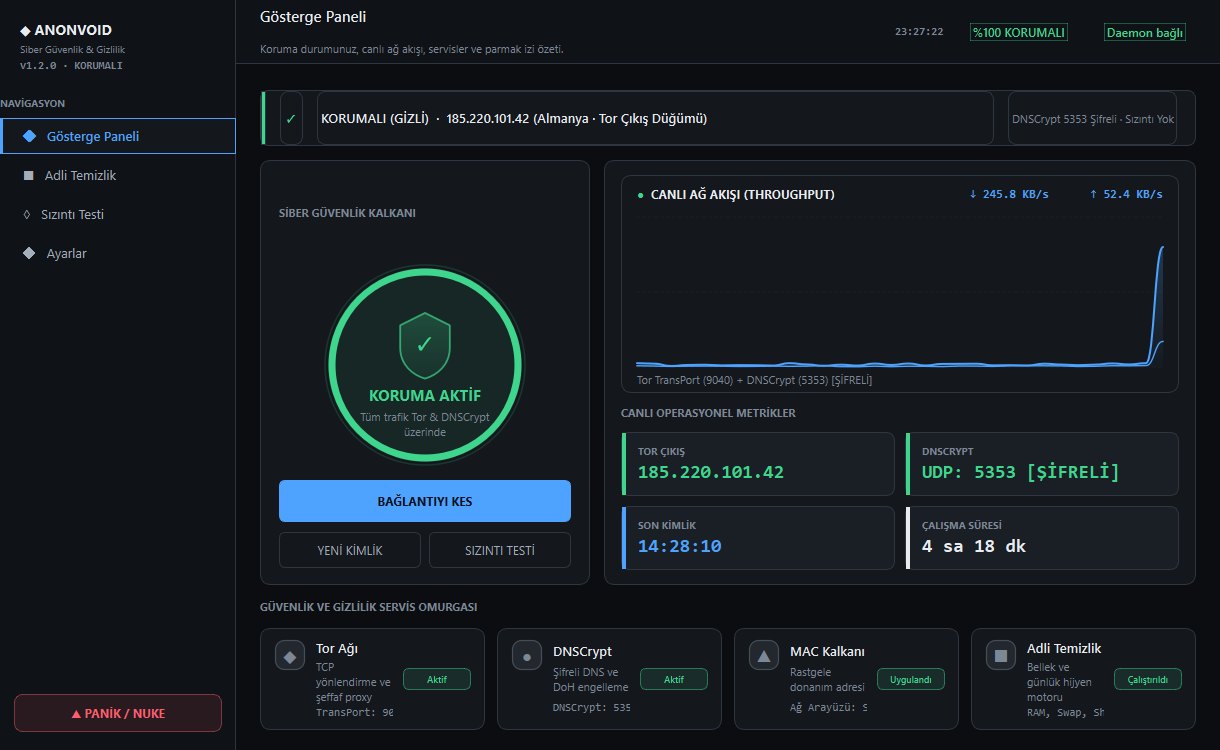 ◆ ANONVOID
Siber Güvenlik & Gizlilik
v1.2.0 · KORUMALI
NAVİGASYON
Gösterge Paneli
Adli Temizlik
Sızıntı Testi
Ayarlar
▲ PANİK / NUKE
Gösterge Paneli
Koruma durumunuz, canlı ağ akışı, servisler ve parmak izi özeti.
23:27:22
%100 KORUMALI
Daemon bağlı
✓
KORUMALI (GİZLİ) · 185.220.101.42 (Almanya · Tor Çıkış Düğümü)
DNSCrypt 5353 Şifreli · Sızıntı Yok
SİBER GÜVENLİK KALKANI
✓
KORUMA AKTİF
Tüm trafik Tor & DNSCrypt
üzerinde
BAĞLANTIYI KES
YENİ KİMLİK
SIZINTI TESTİ
● CANLI AĞ AKIŞI (THROUGHPUT)
↓ 245.8 KB/s
↑ 52.4 KB/s
Tor TransPort (9040) + DNSCrypt (5353) [ŞİFRELİ]
CANLI OPERASYONEL METRİKLER
TOR ÇIKIŞ
185.220.101.42
DNSCRYPT
UDP: 5353 [ŞİFRELİ]
SON KİMLİK
14:28:10
ÇALIŞMA SÜRESİ
4 sa 18 dk
GÜVENLİK VE GİZLİLİK SERVİS OMURGASI
Tor Ağı
TCP
yönlendirme ve
şeffaf proxy
TransPort: 90
Aktif
DNSCrypt
Şifreli DNS ve
DoH engelleme
DNSCrypt: 535
Aktif
MAC Kalkanı
Rastgele
donanım adresi
Ağ Arayüzü: S
Uygulandı
Adli Temizlik
Bellek ve
günlük hijyen
motoru
RAM, Swap, Sh
Çalıştırıldı